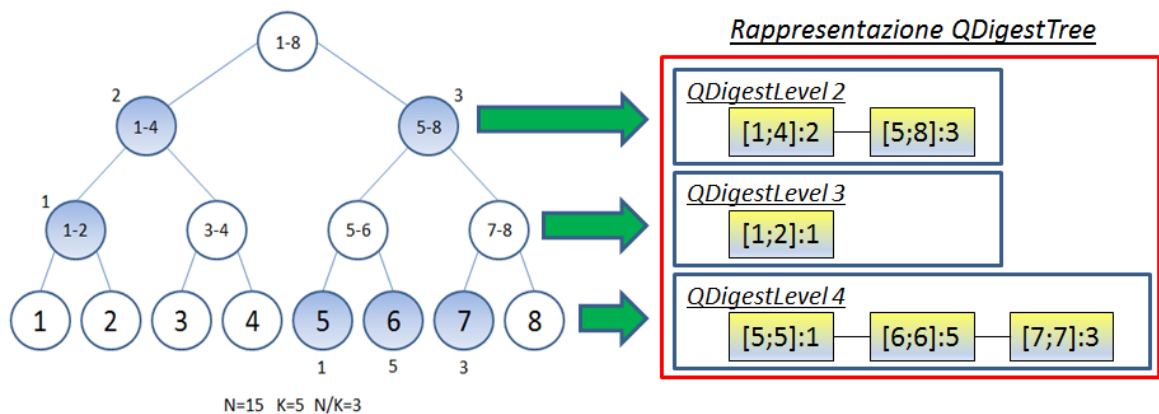 Rappresentazione QDigestTree
1-8
2
3
1-4
5-8
1
1-2
3-4
5-6
7-8
1 2 3 4 5 6 7 8
1 5 3
N=15 K=5 N/K=3
QDigestLevel 2
[1;4]:2 [5;8]:3
QDigestLevel 3
[1;2]:1
QDigestLevel 4
[5;5]:1 [6;6]:5 [7;7]:3